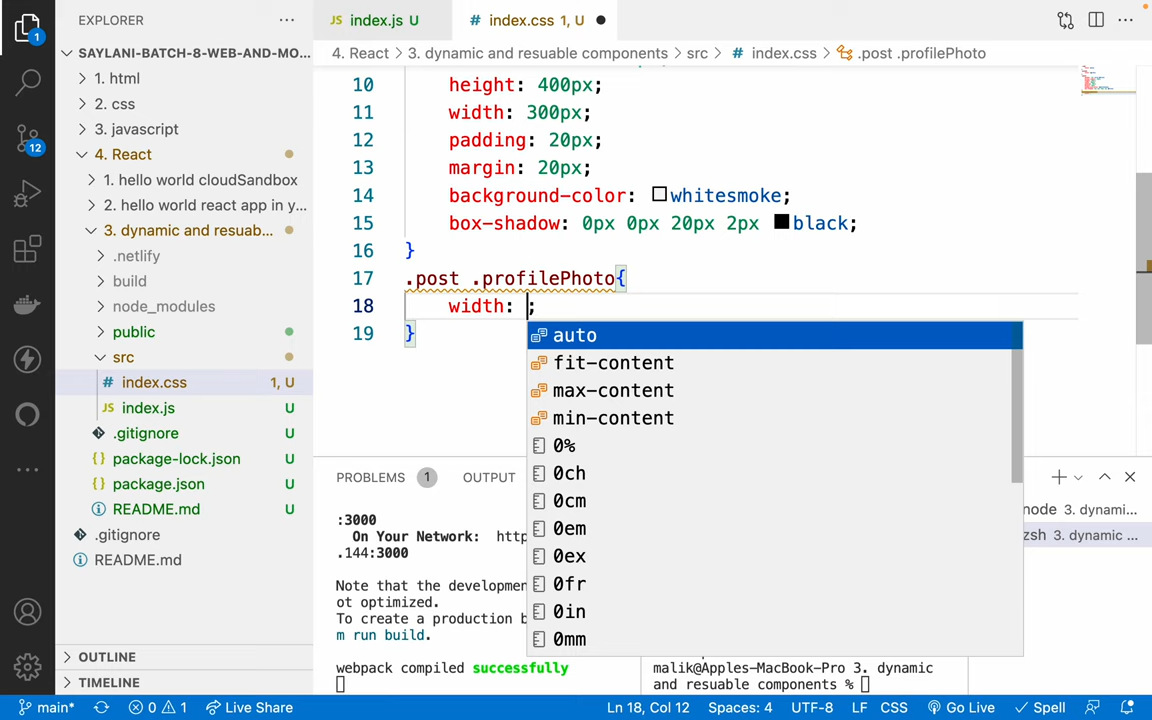 EXPLORER
SAYLANI-BATCH-8-WEB-AND-MO...
1. html
2. css
3. javascript
4. React
1. hello world cloudSandbox
2. hello world react app in y...
3. dynamic and resuab...
.netlify
build
node_modules
public
src
# index.css 1, U
JS index.js U
.gitignore U
{} package-lock.json U
{} package.json U
README.md U
.gitignore
README.md
OUTLINE
TIMELINE
1
12
JS index.js U
# index.css 1, U
4. React > 3. dynamic and resuable components > src > # index.css > .post .profilePhoto
10 height: 400px;
11 width: 300px;
12 padding: 20px;
13 margin: 20px;
14 background-color: whitesmoke;
15 box-shadow: 0px 0px 20px 2px black;
16 }
17 .post .profilePhoto{
18 width: ;
19 }
auto
fit-content
max-content
min-content
0%
0ch
0cm
0em
0ex
0fr
0in
0mm
PROBLEMS 1 OUTPUT
:3000
On Your Network: http
.144:3000
Note that the developmen
ot optimized.
To create a production b
m run build.
webpack compiled successfully
malik@Apples-MacBook-Pro 3. dynamic
and resuable components %
node 3. dynami...
zsh 3. dynamic ...
main* 0 1 Live Share
Ln 18, Col 12 Spaces: 4 UTF-8 LF CSS Go Live Spell